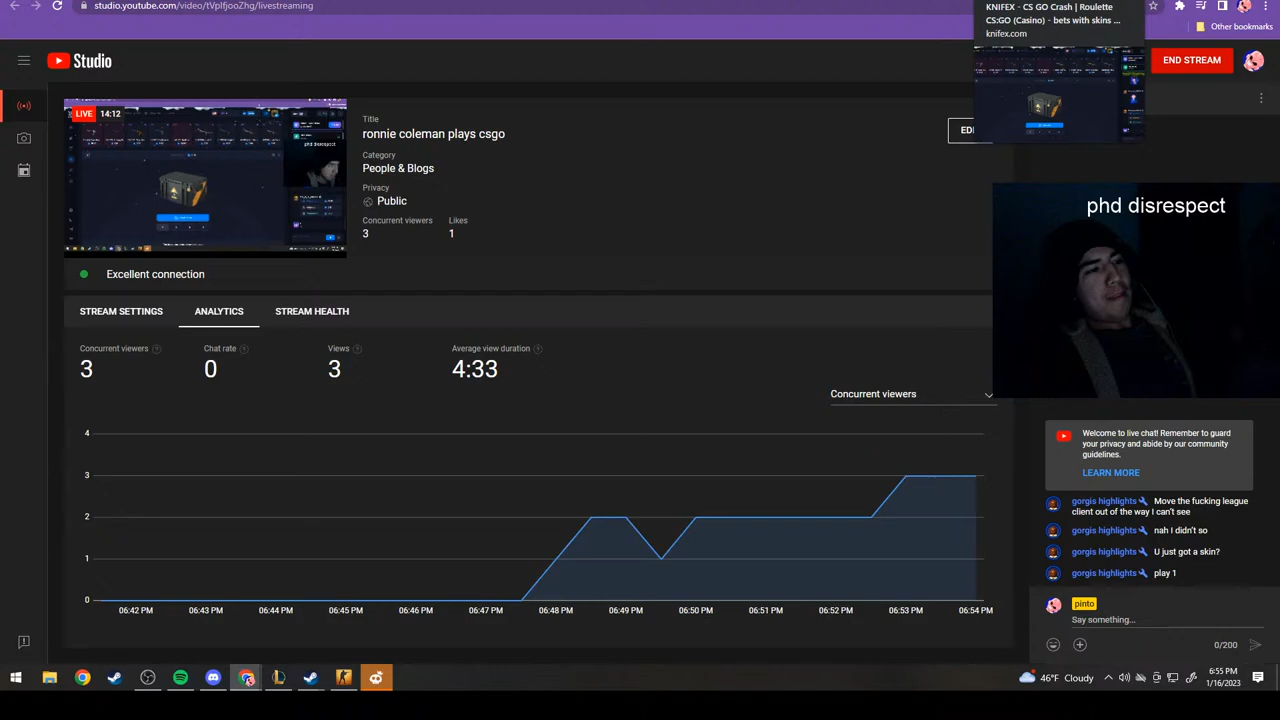 studio.youtube.com/video/tVplfjooZhg/livestreaming
KNIFEX - CS GO Crash | Roulette
CS:GO (Casino) - bets with skins ...
knifex.com
Other bookmarks
Studio
END STREAM
LIVE 14:12
phd disrespect
Title
ronnie coleman plays csgo
Category
People & Blogs
Privacy
Public
Concurrent viewers Likes
3 1
Excellent connection
phd disrespect
STREAM SETTINGS ANALYTICS STREAM HEALTH
Concurrent viewers Chat rate Views Average view duration
3 0 3 4:33
Concurrent viewers
4
3
2
1
0
06:42 PM 06:43 PM 06:44 PM 06:45 PM 06:46 PM 06:47 PM 06:48 PM 06:49 PM 06:50 PM 06:51 PM 06:52 PM 06:53 PM 06:54 PM
Welcome to live chat! Remember to guard
your privacy and abide by our community
guidelines.
LEARN MORE
gorgis highlights Move the fucking league
client out of the way I can't see
gorgis highlights nah I didn't so
gorgis highlights U just got a skin?
gorgis highlights play 1
pinto
Say something...
0/200
46°F Cloudy
6:55 PM
1/16/2023